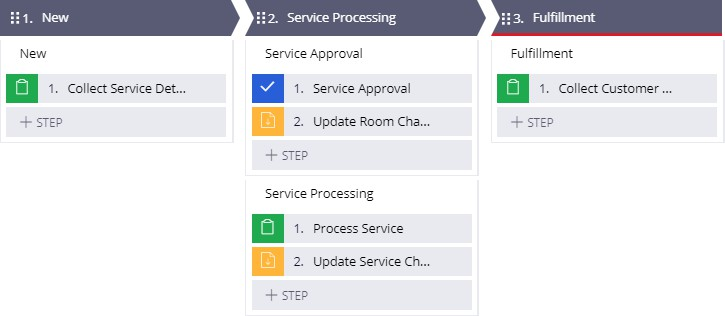 1. New
2. Service Processing
3. Fulfillment
New
1. Collect Service Det...
+ STEP
Service Approval
1. Service Approval
2. Update Room Cha...
+ STEP
Service Processing
1. Process Service
2. Update Service Ch...
+ STEP
Fulfillment
1. Collect Customer ...
+ STEP